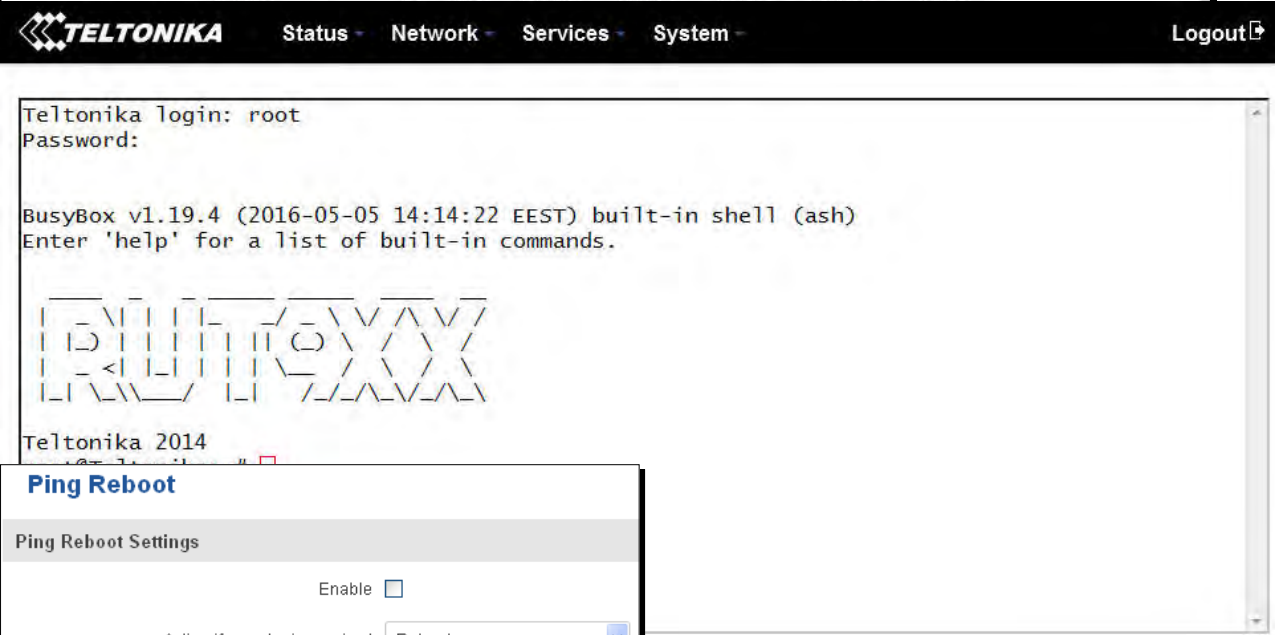 TELTONIKA Status Network Services System Logout
Teltonika login: root
Password:
BusyBox v1.19.4 (2016-05-05 14:14:22 EEST) built-in shell (ash)
Enter 'help' for a list of built-in commands.
RUT9XX
Teltonika 2014
Ping Reboot
Ping Reboot Settings
Enable